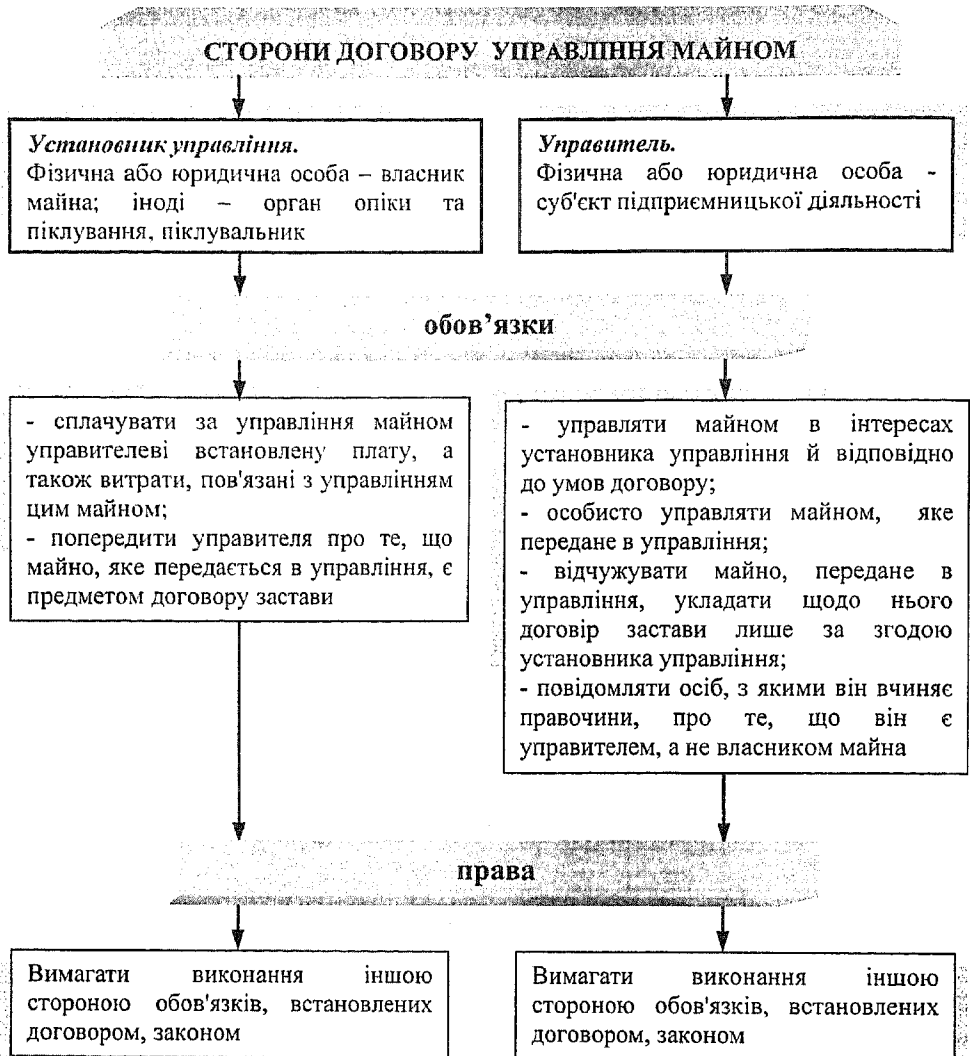 СТОРОНИ ДОГОВОРУ УПРАВЛІННЯ МАЙНОМ
Установник управління.
Фізична або юридична особа – власник
майна; іноді – орган опіки та
піклування, піклувальник
Управитель.
Фізична або юридична особа -
суб'єкт підприємницької діяльності
обов’язки
- сплачувати за управління майном
управителеві встановлену плату, а
також витрати, пов'язані з управлінням
цим майном;
- попередити управителя про те, що
майно, яке передається в управління, є
предметом договору застави
- управляти майном в інтересах
установника управління й відповідно
до умов договору;
- особисто управляти майном, яке
передане в управління;
- відчужувати майно, передане в
управління, укладати щодо нього
договір застави лише за згодою
установника управління;
- повідомляти осіб, з якими він вчиняє
правочини, про те, що він є
управителем, а не власником майна
права
Вимагати виконання іншою
стороною обов'язків, встановлених
договором, законом
Вимагати виконання іншою
стороною обов'язків, встановлених
договором, законом